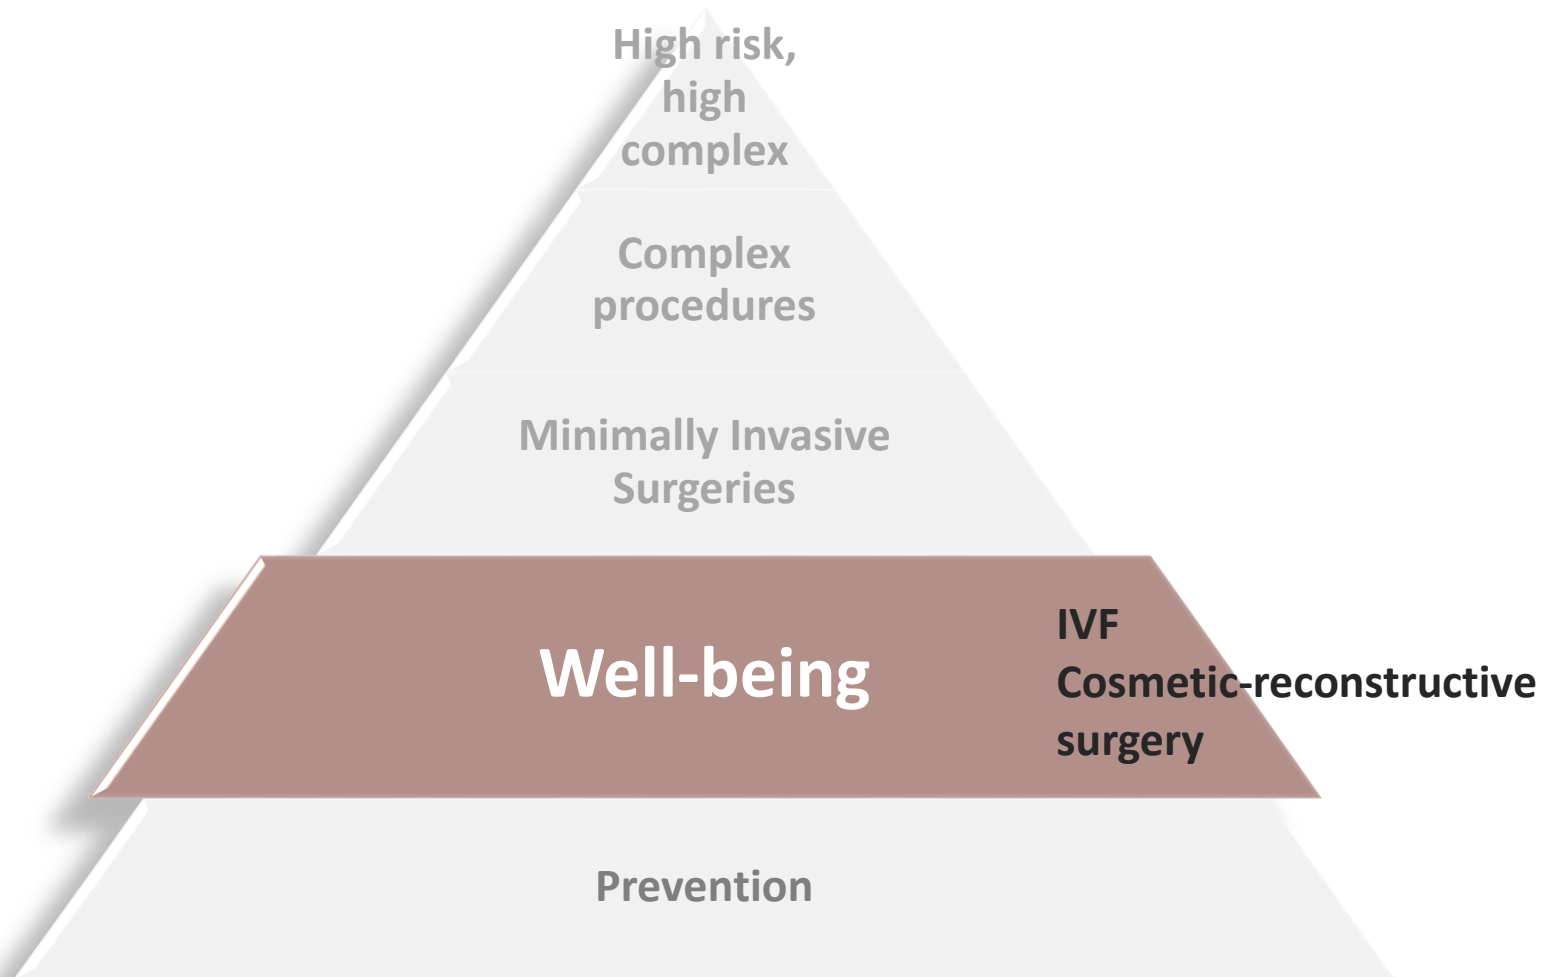 High risk,
high
complex
Complex
procedures
Minimally Invasive
Surgeries
Well-being
IVF
Cosmetic-reconstructive
surgery
Prevention